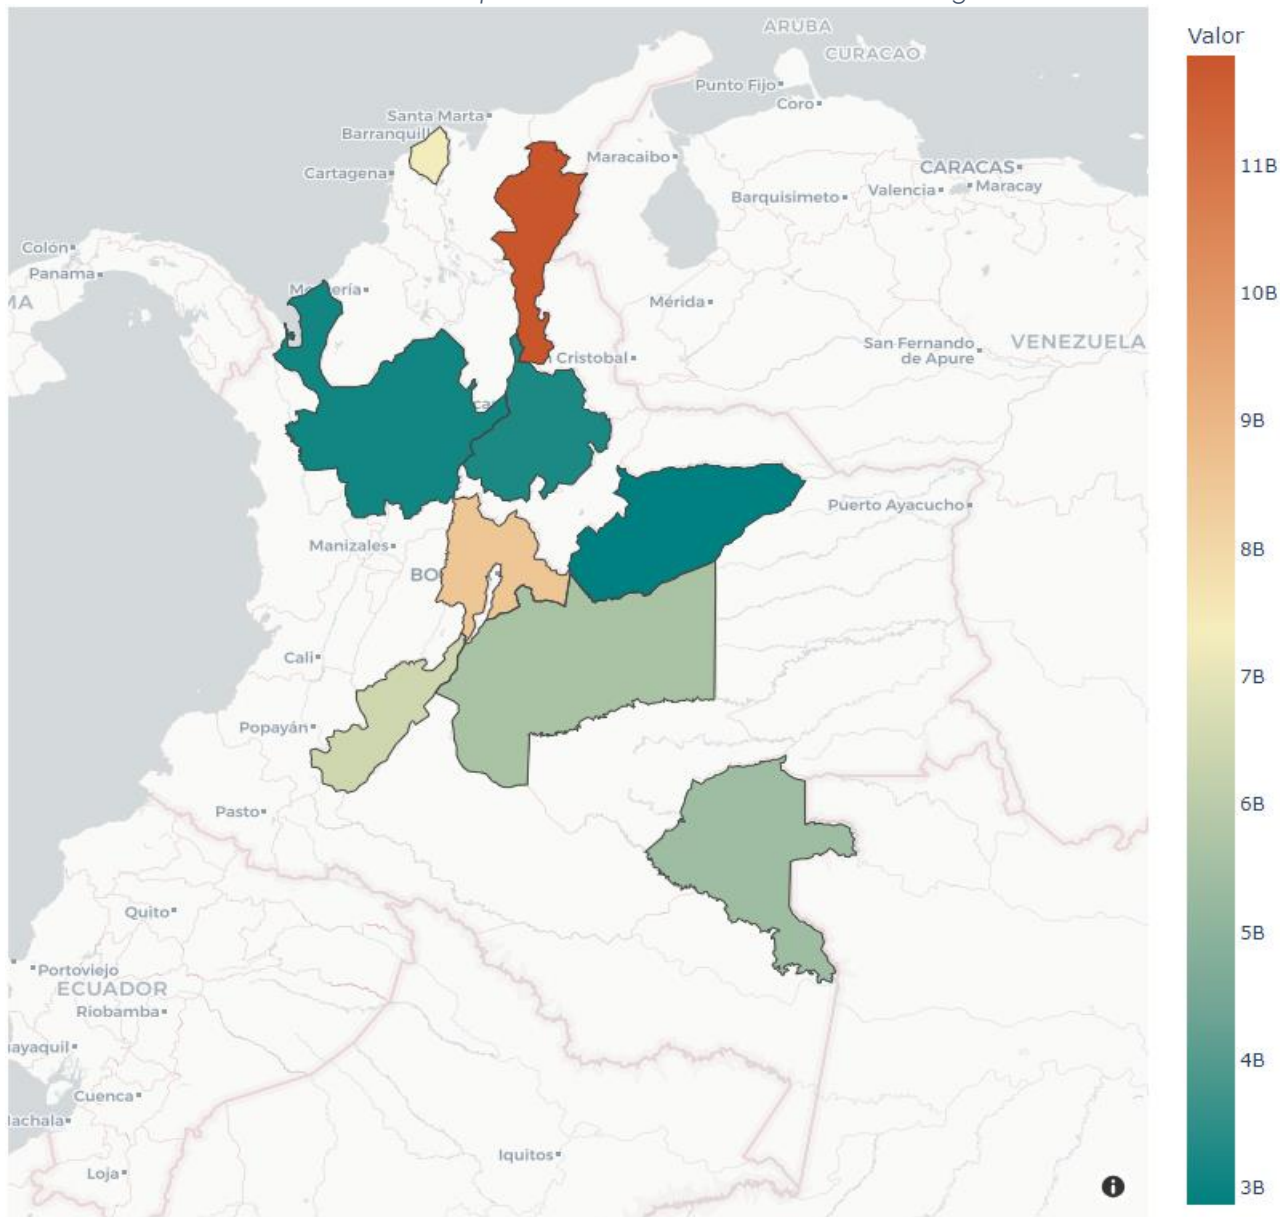 Valor
ARUBA
CURACAO
Punto Fijo
Coro
Santa Marta
Barranquill
Maracaibo
11B
Cartagena
CARACAS
Barquisimeto
Valencia
Maracay
Colón
Panama
10B
MA
Mérida
San Fernando
de Apure
VENEZUELA
Cristobal
9B
Puerto Ayacucho
Manizales
BO
8B
Cali
7B
Popayán
Pasto
6B
Quito
5B
Portoviejo
ECUADOR
Riobamba
ayaquil
4B
Cuenca
lachala
Iquitos
Loja
3B